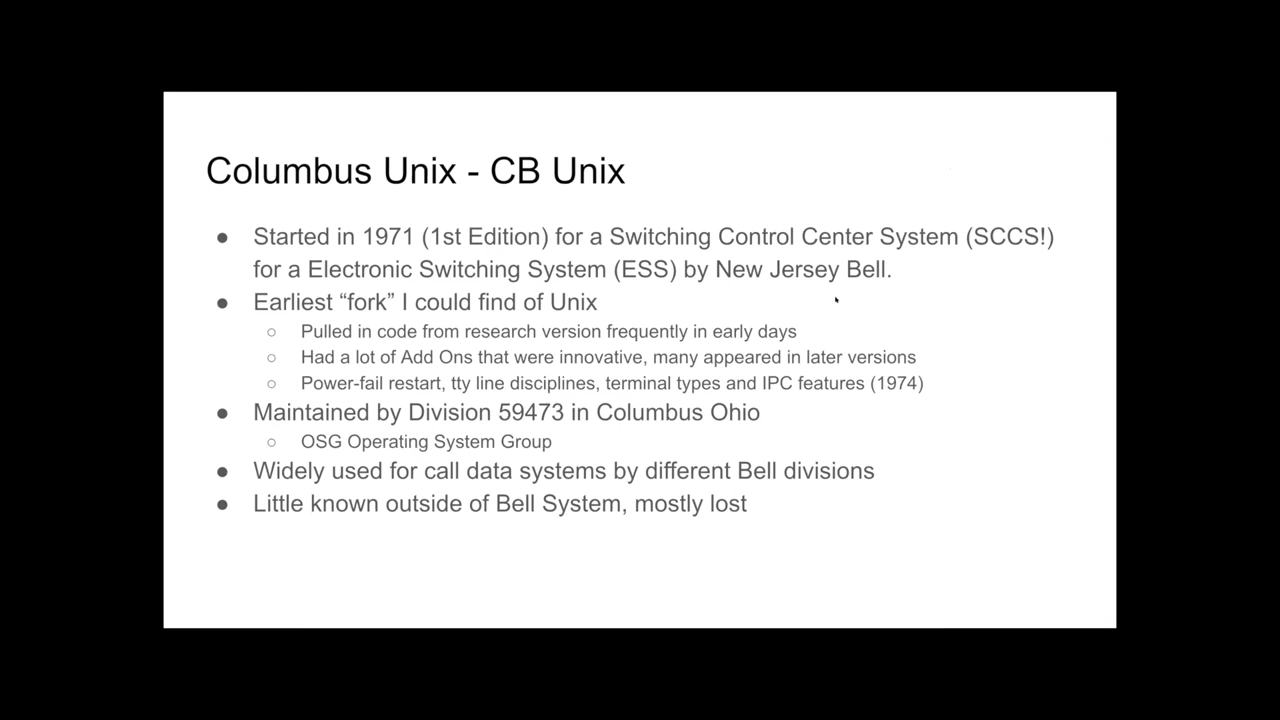 Columbus Unix - CB Unix
● Started in 1971 (1st Edition) for a Switching Control Center System (SCCS!)
for a Electronic Switching System (ESS) by New Jersey Bell.
● Earliest “fork” I could find of Unix
○ Pulled in code from research version frequently in early days
○ Had a lot of Add Ons that were innovative, many appeared in later versions
○ Power-fail restart, tty line disciplines, terminal types and IPC features (1974)
● Maintained by Division 59473 in Columbus Ohio
○ OSG Operating System Group
● Widely used for call data systems by different Bell divisions
● Little known outside of Bell System, mostly lost